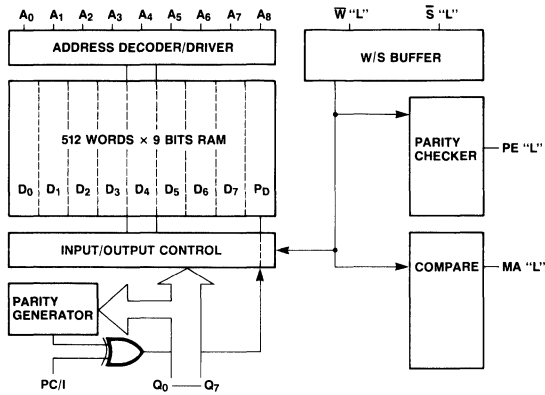 A0 A1 A2 A3 A4 A5 A6 A7 A8
W̅ “L” S̅ “L”
ADDRESS DECODER/DRIVER
W/S BUFFER
512 WORDS × 9 BITS RAM
D0 D1 D2 D3 D4 D5 D6 D7 PD
PARITY
CHECKER
PE “L”
INPUT/OUTPUT CONTROL
COMPARE
MA “L”
PARITY
GENERATOR
PC/I
Q0 Q7